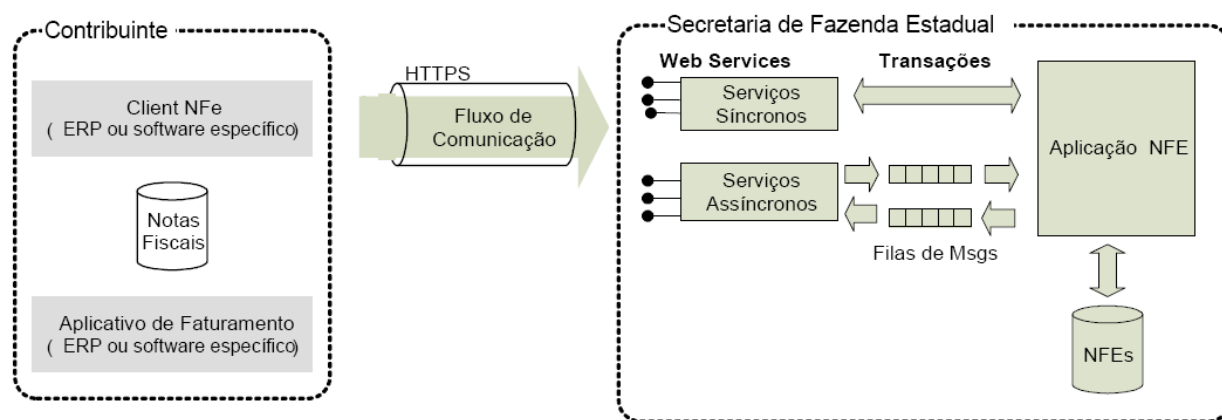 Contribuinte
Client NFe
( ERP ou software específico)
Notas
Fiscais
Aplicativo de Faturamento
( ERP ou software específico)
HTTPS
Fluxo de
Comunicação
Secretaria de Fazenda Estadual
Web Services
Transações
Serviços
Síncronos
Serviços
Assíncronos
Filas de Msgs
Aplicação NFE
NFEs